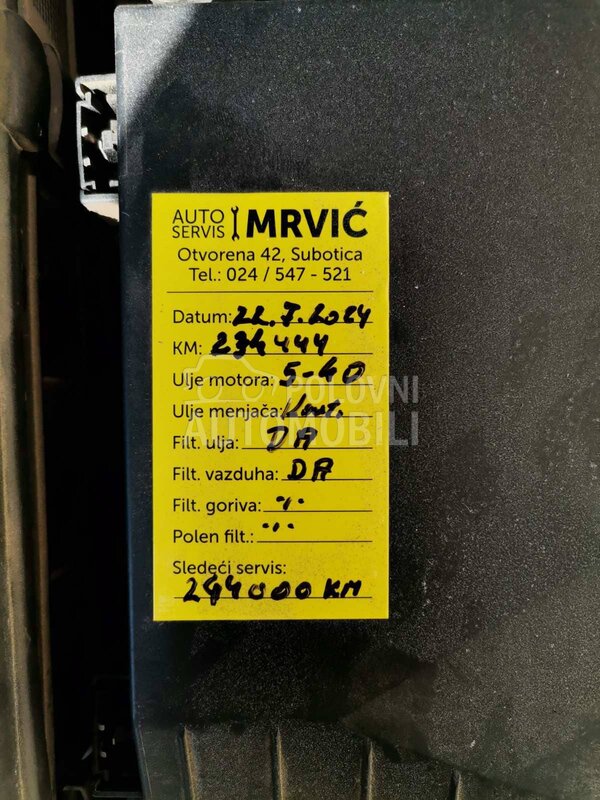 AUTO SERVIS MRVIĆ
Otvorena 42, Subotica
Tel.: 024 / 547 - 521
Datum: 22.7.2024
KM: 234444
Ulje motora: 5-40
Ulje menjača:
Filt. ulja: DA
Filt. vazduha: DA
Filt. goriva: ·/·
Polen filt.: ·/·
Sledeći servis:
244000 KM
POLOVNI
AUTOMOBILI